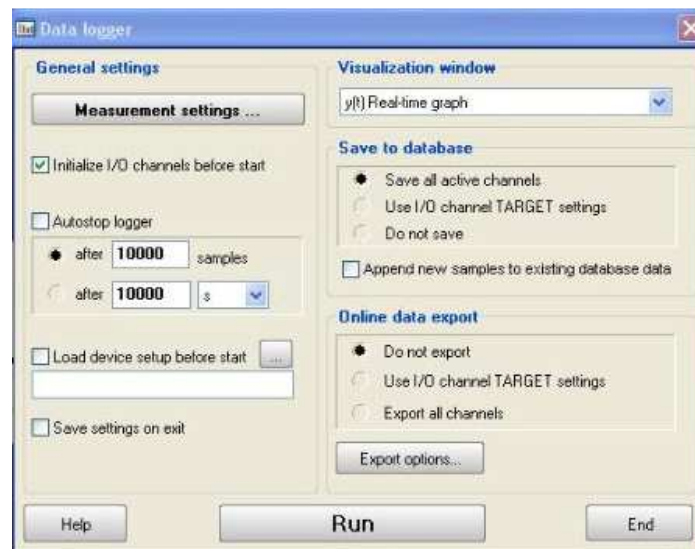 Data logger
General settings
Measurement settings ...
Initialize I/O channels before start
Autostop logger
after 10000 samples
after 10000 s
Load device setup before start ...
Save settings on exit
Visualization window
y(t) Real-time graph
Save to database
Save all active channels
Use I/O channel TARGET settings
Do not save
Append new samples to existing database data
Online data export
Do not export
Use I/O channel TARGET settings
Export all channels
Export options...
Help
Run
End